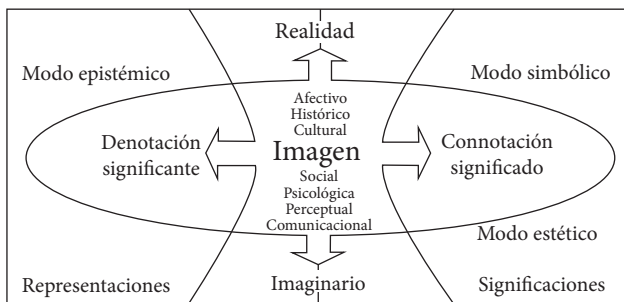 Realidad
Modo epistémico
Modo simbólico
Afectivo
Histórico
Cultural
Denotación
significante
Imagen
Connotación
significado
Social
Psicológica
Perceptual
Comunicacional
Modo estético
Representaciones
Imaginario
Significaciones